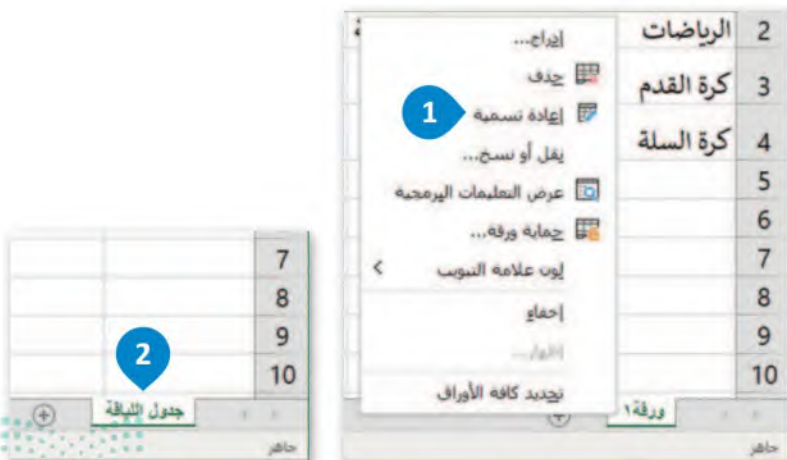 2 الرياضات
3 كرة القدم
4 كرة السلة
5
6
7
8
9
10
إدراج...
حذف
1 إعادة تسمية
نقل أو نسخ...
عرض التعليمات البرمجية
حماية ورقة...
لون علامة التبويب
إخفاء
تحديد كافة الأوراق
ورقة١
جاهز
7
8
9
10
2
جدول اللياقة
جاهز